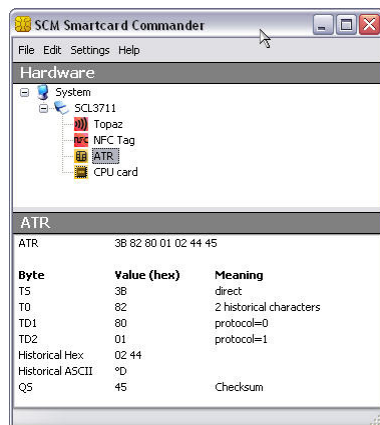 SCM Smartcard Commander
File Edit Settings Help
Hardware
System
SCL3711
Topaz
NFC NFC Tag
ATR
CPU card
ATR
ATR 3B 82 80 01 02 44 45
Byte Value (hex) Meaning
TS 3B direct
T0 82 2 historical characters
TD1 80 protocol=0
TD2 01 protocol=1
Historical Hex 02 44
Historical ASCII °D
QS 45 Checksum